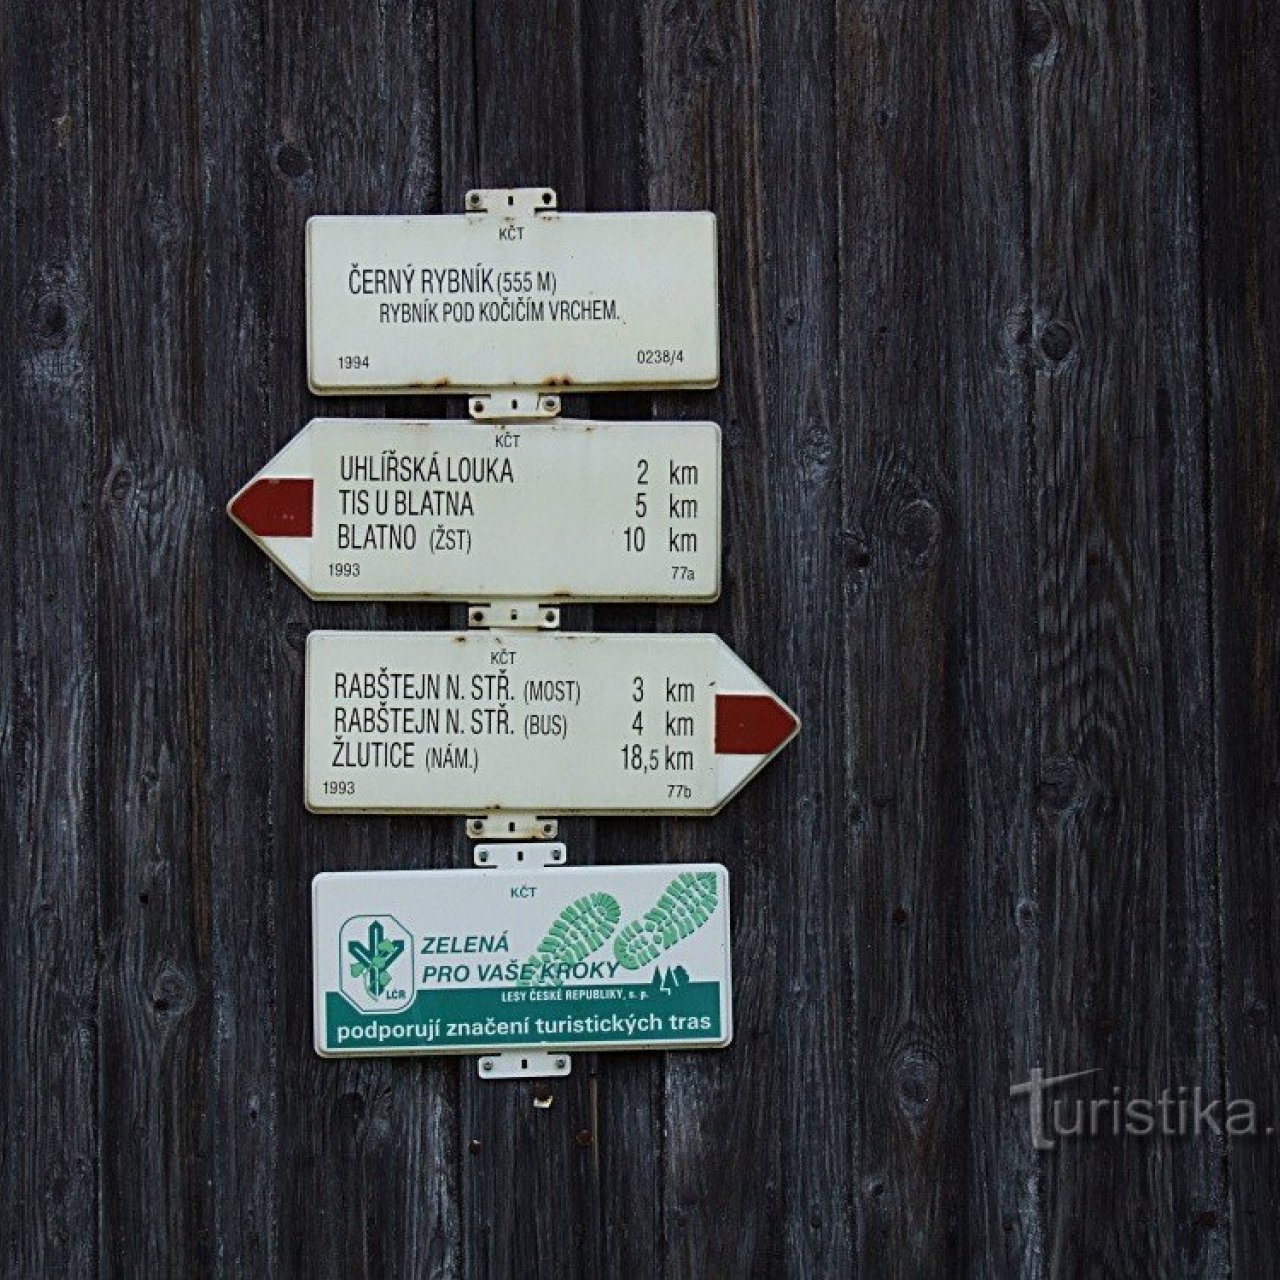 KČT
ČERNÝ RYBNÍK (555 M)
RYBNÍK POD KOČIČÍM VRCHEM.
1994 0238/4
KČT
UHLÍŘSKÁ LOUKA 2 km
TIS U BLATNA 5 km
BLATNO (ŽST) 10 km
1993 77a
KČT
RABŠTEJN N. STŘ. (MOST) 3 km
RABŠTEJN N. STŘ. (BUS) 4 km
ŽLUTICE (NÁM.) 18,5 km
1993 77b
KČT
ZELENÁ
PRO VAŠE KROKY
LČR
LESY ČESKÉ REPUBLIKY, s. p.
podporují značení turistických tras
Turistika.